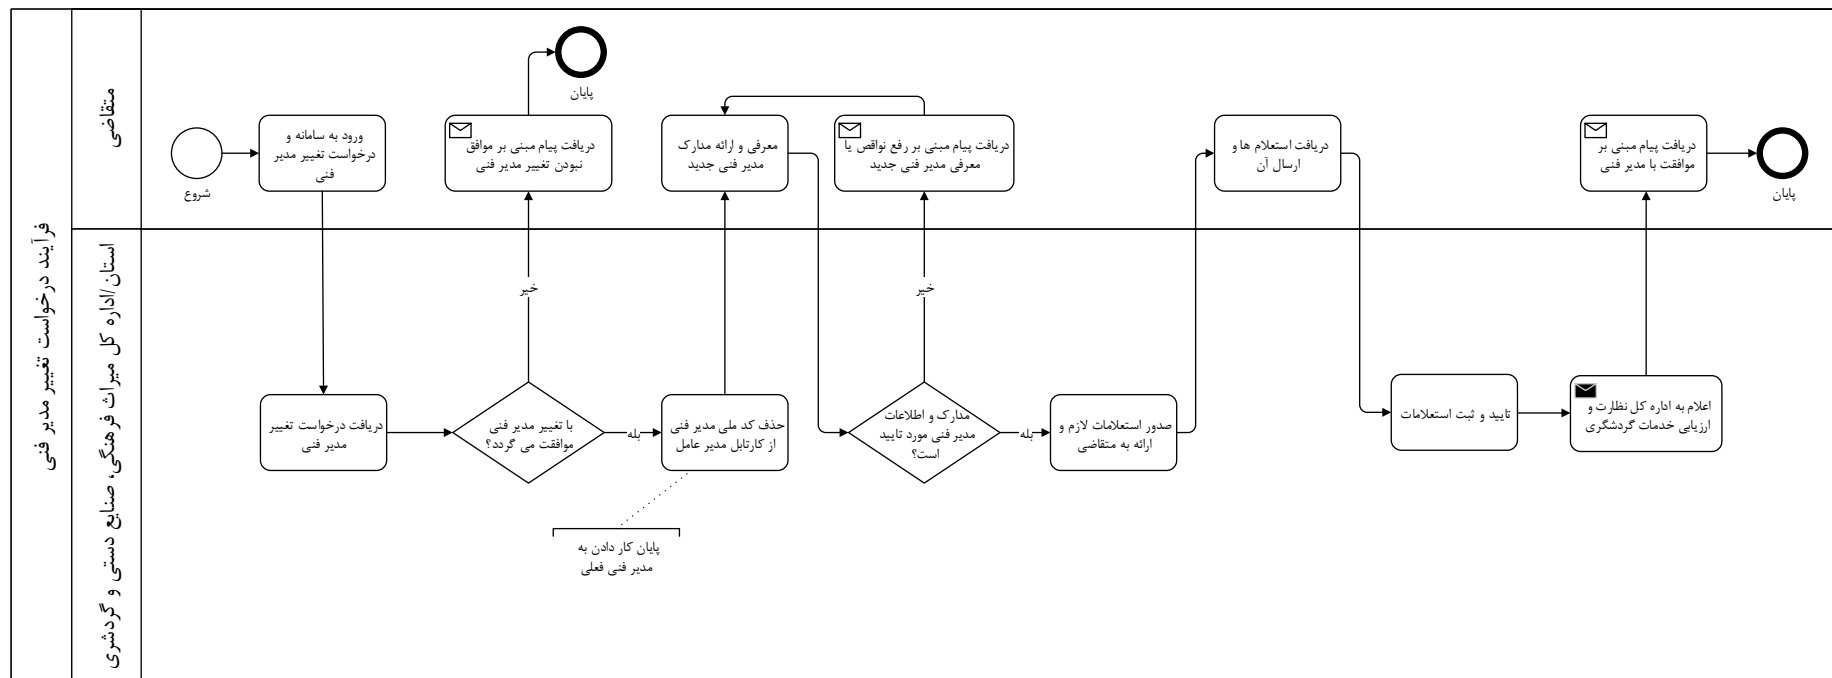 فرآیند درخواست تغییر مدیر فنی
متقاضی
شروع
ورود به سامانه و
درخواست تغییر مدیر
فنی
دریافت پیام مبنی بر موافق
نبودن تغییر مدیر فنی
پایان
معرفی و ارائه مدارک
مدیر فنی جدید
دریافت پیام مبنی بر رفع نواقص یا
معرفی مدیر فنی جدید
دریافت استعلام ها و
ارسال آن
دریافت پیام مبنی بر
موافقت با مدیر فنی
پایان
استان/اداره کل میراث فرهنگی، صنایع دستی و گردشری
دریافت درخواست تغییر
مدیر فنی
با تغییر مدیر فنی
موافقت می گردد؟
خیر
بله
حذف کد ملی مدیر فنی
از کارتابل مدیر عامل
پایان کار دادن به
مدیر فنی فعلی
مدارک و اطلاعات
مدیر فنی مورد تایید
است؟
خیر
بله
صدور استعلامات لازم و
ارائه به متقاضی
تایید و ثبت استعلامات
اعلام به اداره کل نظارت و
ارزیابی خدمات گردشگری